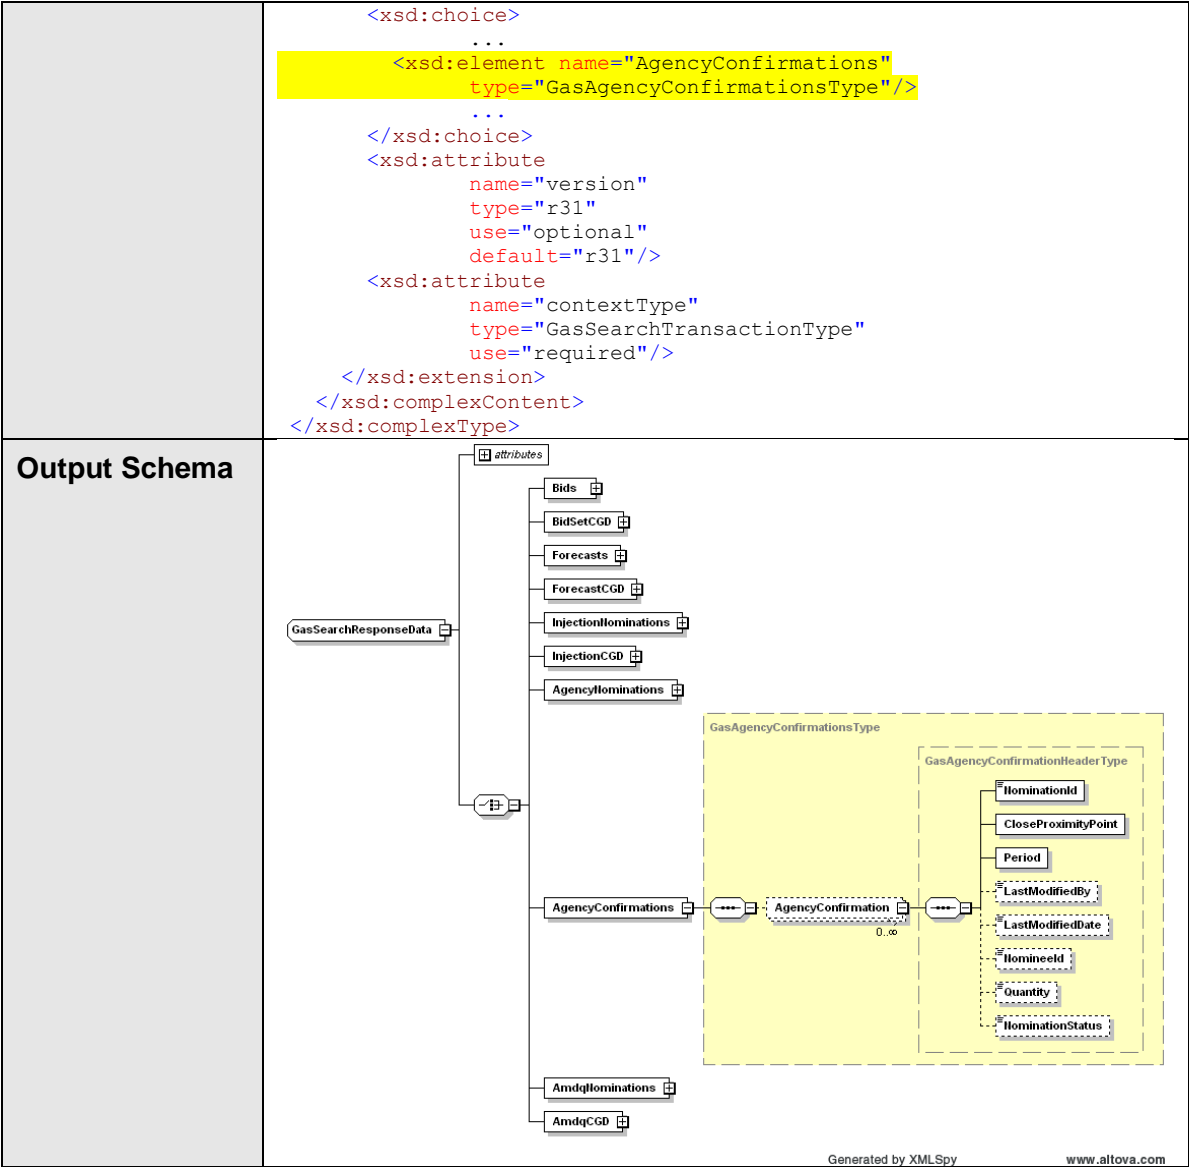 <xsd:choice>
...
<xsd:element name="AgencyConfirmations"
type="GasAgencyConfirmationsType"/>
...
</xsd:choice>
<xsd:attribute
name="version"
type="r31"
use="optional"
default="r31"/>
<xsd:attribute
name="contextType"
type="GasSearchTransactionType"
use="required"/>
</xsd:extension>
</xsd:complexContent>
</xsd:complexType>
Output Schema
attributes
Bids
BidSetCGD
Forecasts
ForecastCGD
GasSearchResponseData
InjectionNominations
InjectionCGD
AgencyNominations
GasAgencyConfirmationsType
GasAgencyConfirmationHeaderType
NominationId
CloseProximityPoint
Period
LastModifiedBy
AgencyConfirmations
AgencyConfirmation
0..∞
LastModifiedDate
NomineeId
Quantity
NominationStatus
AmdqNominations
AmdqCGD
Generated by XMLSpy www.altova.com